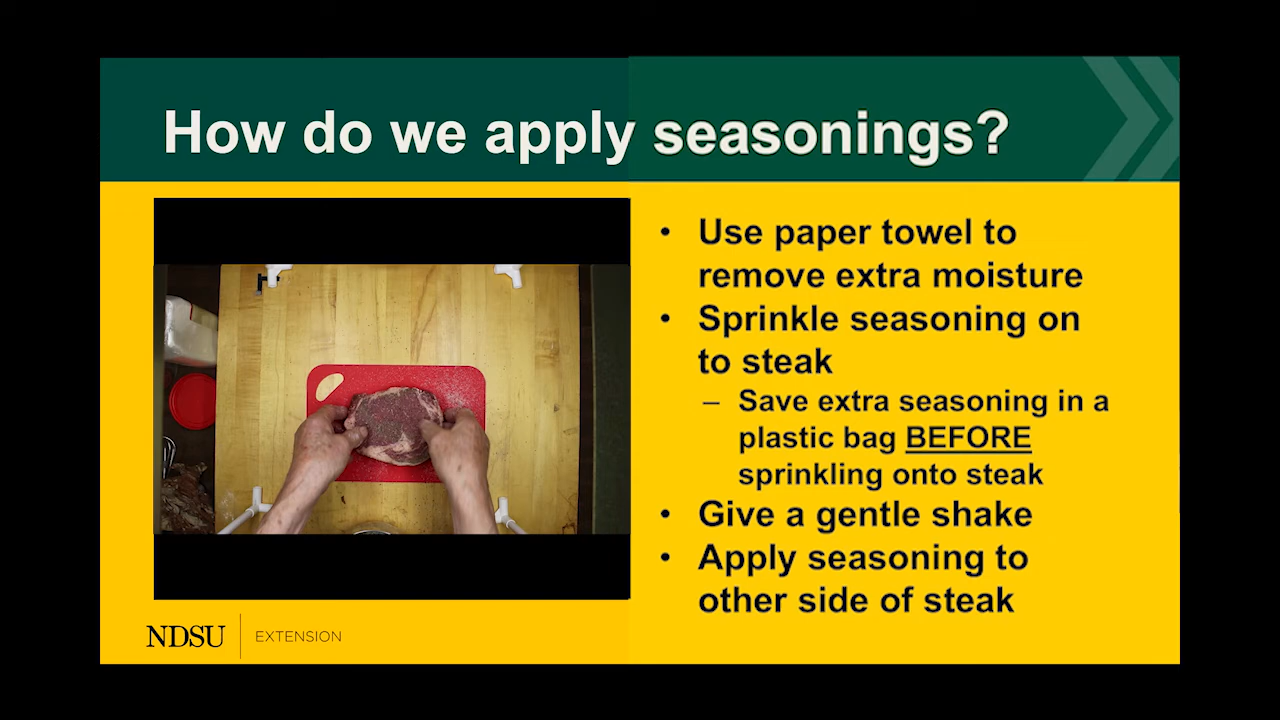 How do we apply seasonings?
• Use paper towel to
remove extra moisture
• Sprinkle seasoning on
to steak
– Save extra seasoning in a
plastic bag BEFORE
sprinkling onto steak
• Give a gentle shake
• Apply seasoning to
other side of steak
NDSU EXTENSION